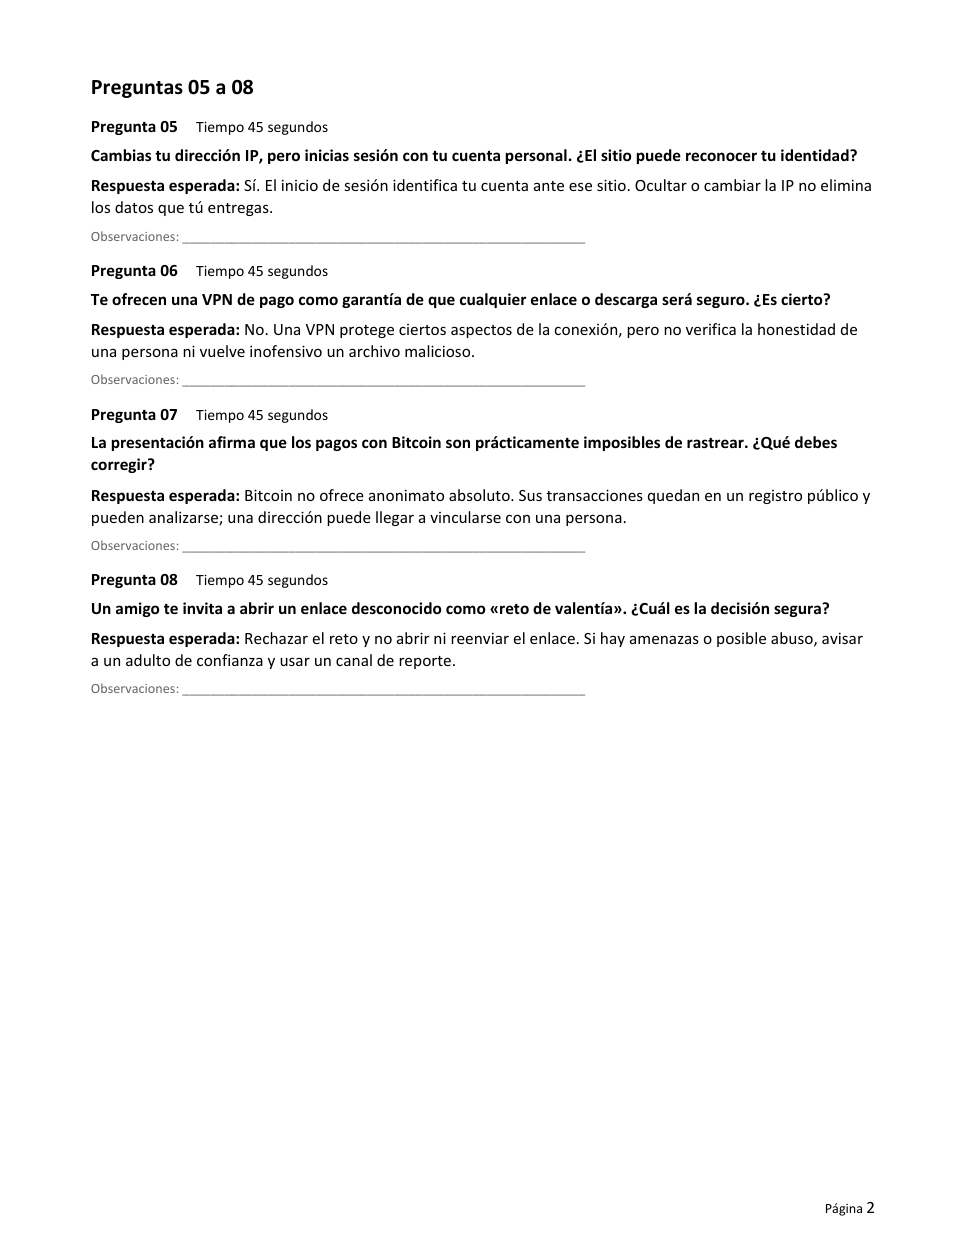 Preguntas 05 a 08
Pregunta 05 Tiempo 45 segundos
Cambias tu dirección IP, pero inicias sesión con tu cuenta personal. ¿El sitio puede reconocer tu identidad?
Respuesta esperada: Sí. El inicio de sesión identifica tu cuenta ante ese sitio. Ocultar o cambiar la IP no elimina
los datos que tú entregas.
Observaciones: ________________________________________________________
Pregunta 06 Tiempo 45 segundos
Te ofrecen una VPN de pago como garantía de que cualquier enlace o descarga será seguro. ¿Es cierto?
Respuesta esperada: No. Una VPN protege ciertos aspectos de la conexión, pero no verifica la honestidad de
una persona ni vuelve inofensivo un archivo malicioso.
Observaciones: ________________________________________________________
Pregunta 07 Tiempo 45 segundos
La presentación afirma que los pagos con Bitcoin son prácticamente imposibles de rastrear. ¿Qué debes
corregir?
Respuesta esperada: Bitcoin no ofrece anonimato absoluto. Sus transacciones quedan en un registro público y
pueden analizarse; una dirección puede llegar a vincularse con una persona.
Observaciones: ________________________________________________________
Pregunta 08 Tiempo 45 segundos
Un amigo te invita a abrir un enlace desconocido como «reto de valentía». ¿Cuál es la decisión segura?
Respuesta esperada: Rechazar el reto y no abrir ni reenviar el enlace. Si hay amenazas o posible abuso, avisar
a un adulto de confianza y usar un canal de reporte.
Observaciones: ________________________________________________________
Página 2